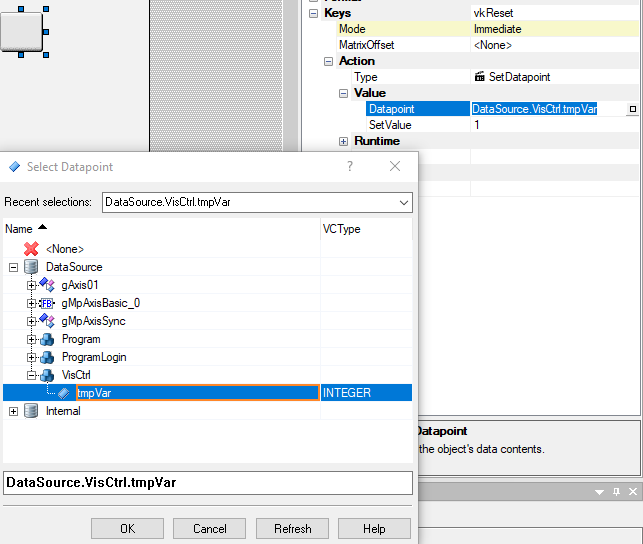 Keys vkReset
Mode Immediate
MatrixOffset <None>
Action
Type SetDatapoint
Value
Datapoint DataSource.VisCtrl.tmpVar
SetValue 1
Runtime
Select Datapoint
Recent selections: DataSource.VisCtrl.tmpVar
Name VCType
<None>
DataSource
gAxis01
FB gMpAxisBasic_0
gMpAxisSync
Program
ProgramLogin
VisCtrl
tmpVar INTEGER
Internal
Datapoint
the object's data contents.
DataSource.VisCtrl.tmpVar
OK Cancel Refresh Help